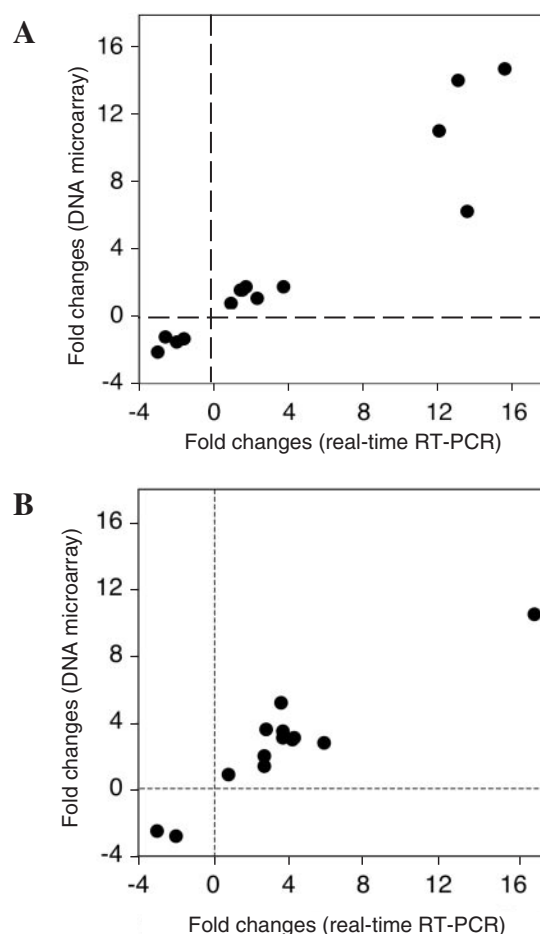 A
16
12
8
4
0
-4
Fold changes (DNA microarray)
-4 0 4 8 12 16
Fold changes (real-time RT-PCR)
B
16
12
8
4
0
-4
Fold changes (DNA microarray)
-4 0 4 8 12 16
Fold changes (real-time RT-PCR)